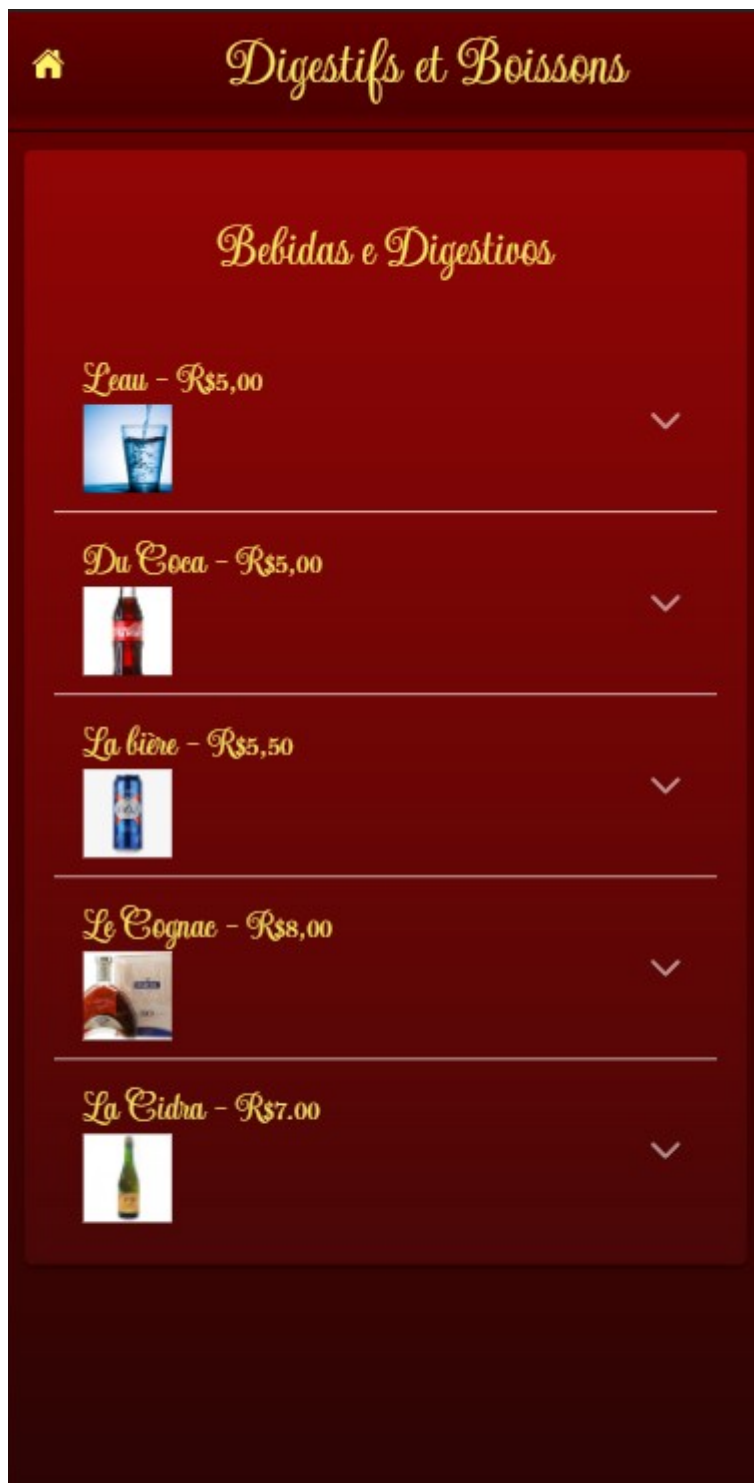 Digestifs et Boissons
Bebidas e Digestivos
Leau - R$5,00
Du Coca - R$5,00
La bière - R$5,50
Le Cognac - R$8,00
La Cidra - R$7.00